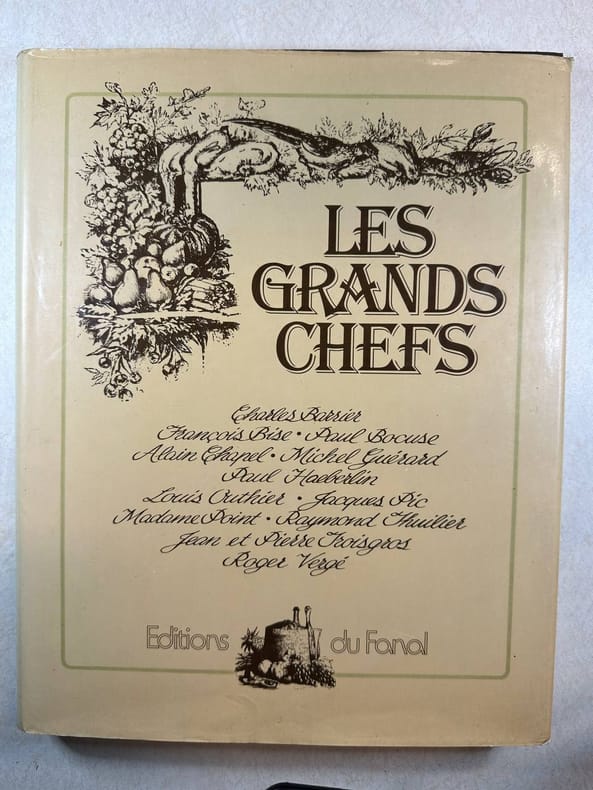 LES
GRANDS
CHEFS
Charles Barrier
François Bise • Paul Bocuse
Alain Chapel • Michel Guérard
Paul Haeberlin
Louis Outhier • Jacques Pic
Madame Point • Raymond Thuilier
Jean et Pierre Troisgros
Roger Vergé
Editions du Fanal